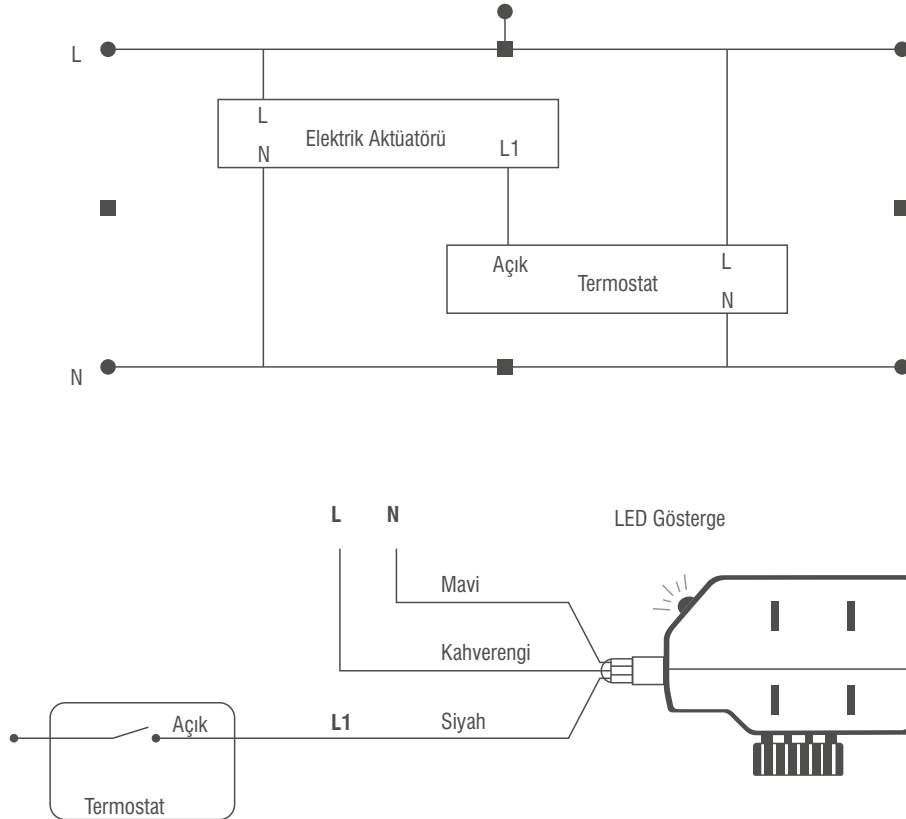 L
L
Elektrik Aktüatörü
N
L1
Açık
L
Termostat
N
N
L
N
LED Gösterge
Mavi
Kahverengi
Açık
L1
Siyah
Termostat